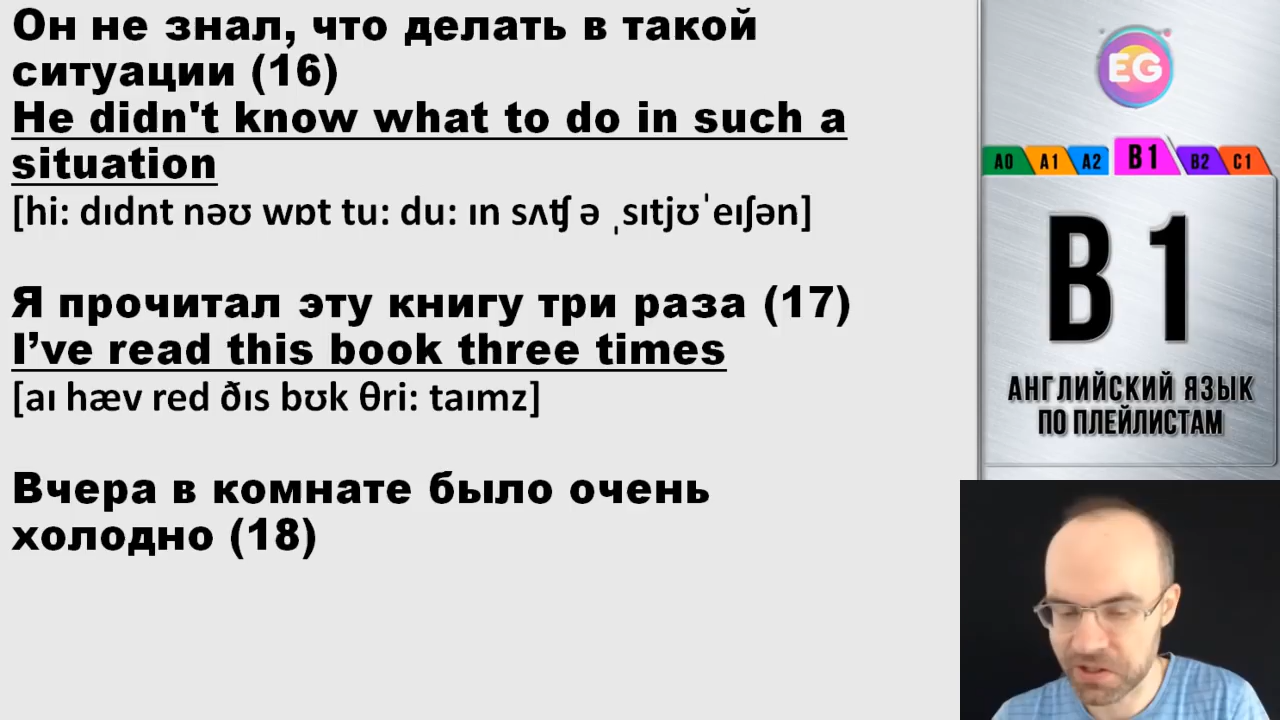 Он не знал, что делать в такой
ситуации (16)
He didn't know what to do in such a
situation
[hi: dɪdnt nəʊ wɒt tu: du: ɪn sʌʧ ə ˌsɪtjʊˈeɪʃən]
Я прочитал эту книгу три раза (17)
I’ve read this book three times
[aɪ hæv red ðɪs bʊk θri: taɪmz]
Вчера в комнате было очень
холодно (18)
EG
A0 A1 A2 B1 B2 C1
B1
АНГЛИЙСКИЙ ЯЗЫК
ПО ПЛЕЙЛИСТАМ